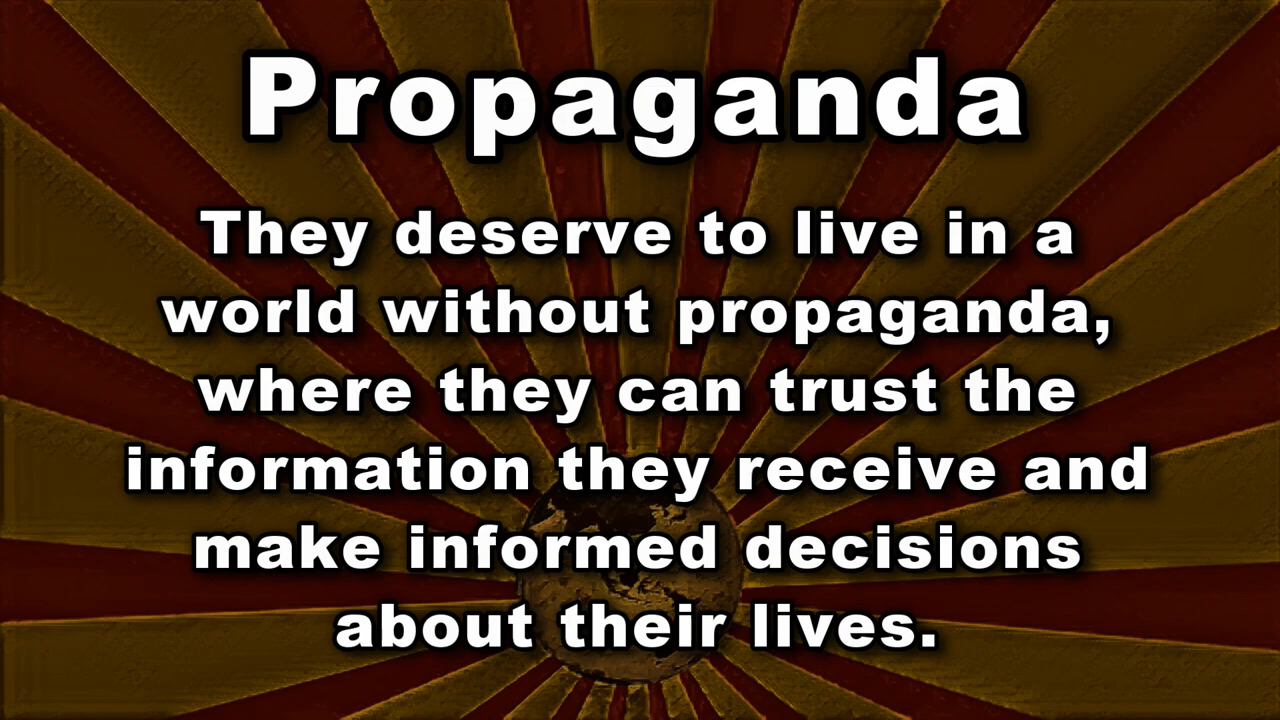 Propaganda
They deserve to live in a
world without propaganda,
where they can trust the
information they receive and
make informed decisions
about their lives.